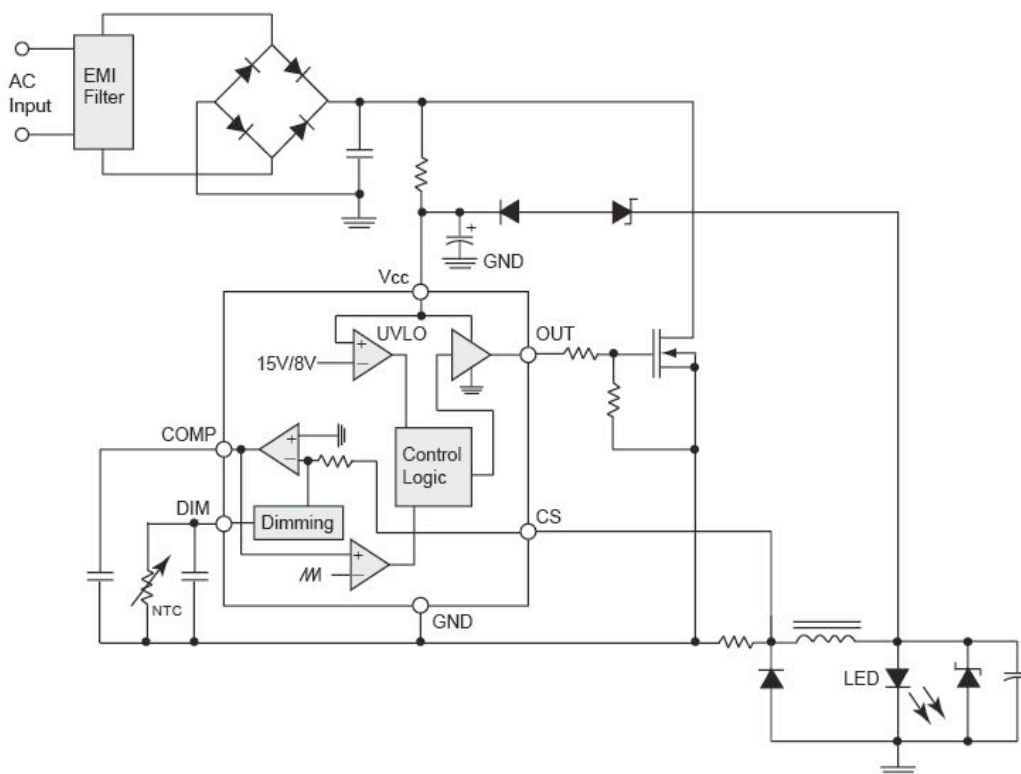 AC
Input
EMI
Filter
GND
Vcc
UVLO
OUT
15V/8V
COMP
Control
Logic
DIM
Dimming
CS
NTC
GND
LED